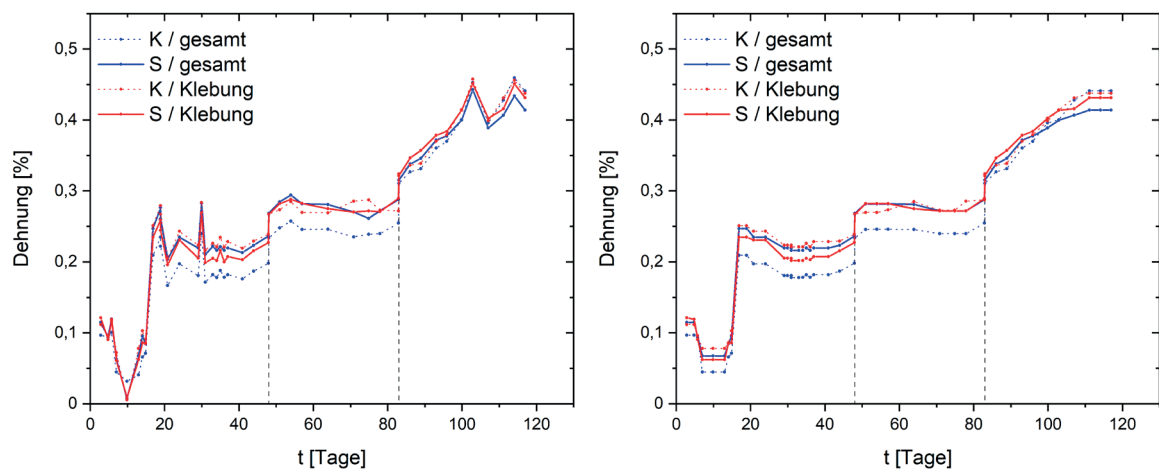 0,5
0,4
0,3
0,2
0,1
0
Dehnung [%]
K / gesamt
S / gesamt
K / Klebung
S / Klebung
0 20 40 60 80 100 120
t [Tage]
0,5
0,4
0,3
0,2
0,1
0
Dehnung [%]
K / gesamt
S / gesamt
K / Klebung
S / Klebung
0 20 40 60 80 100 120
t [Tage]